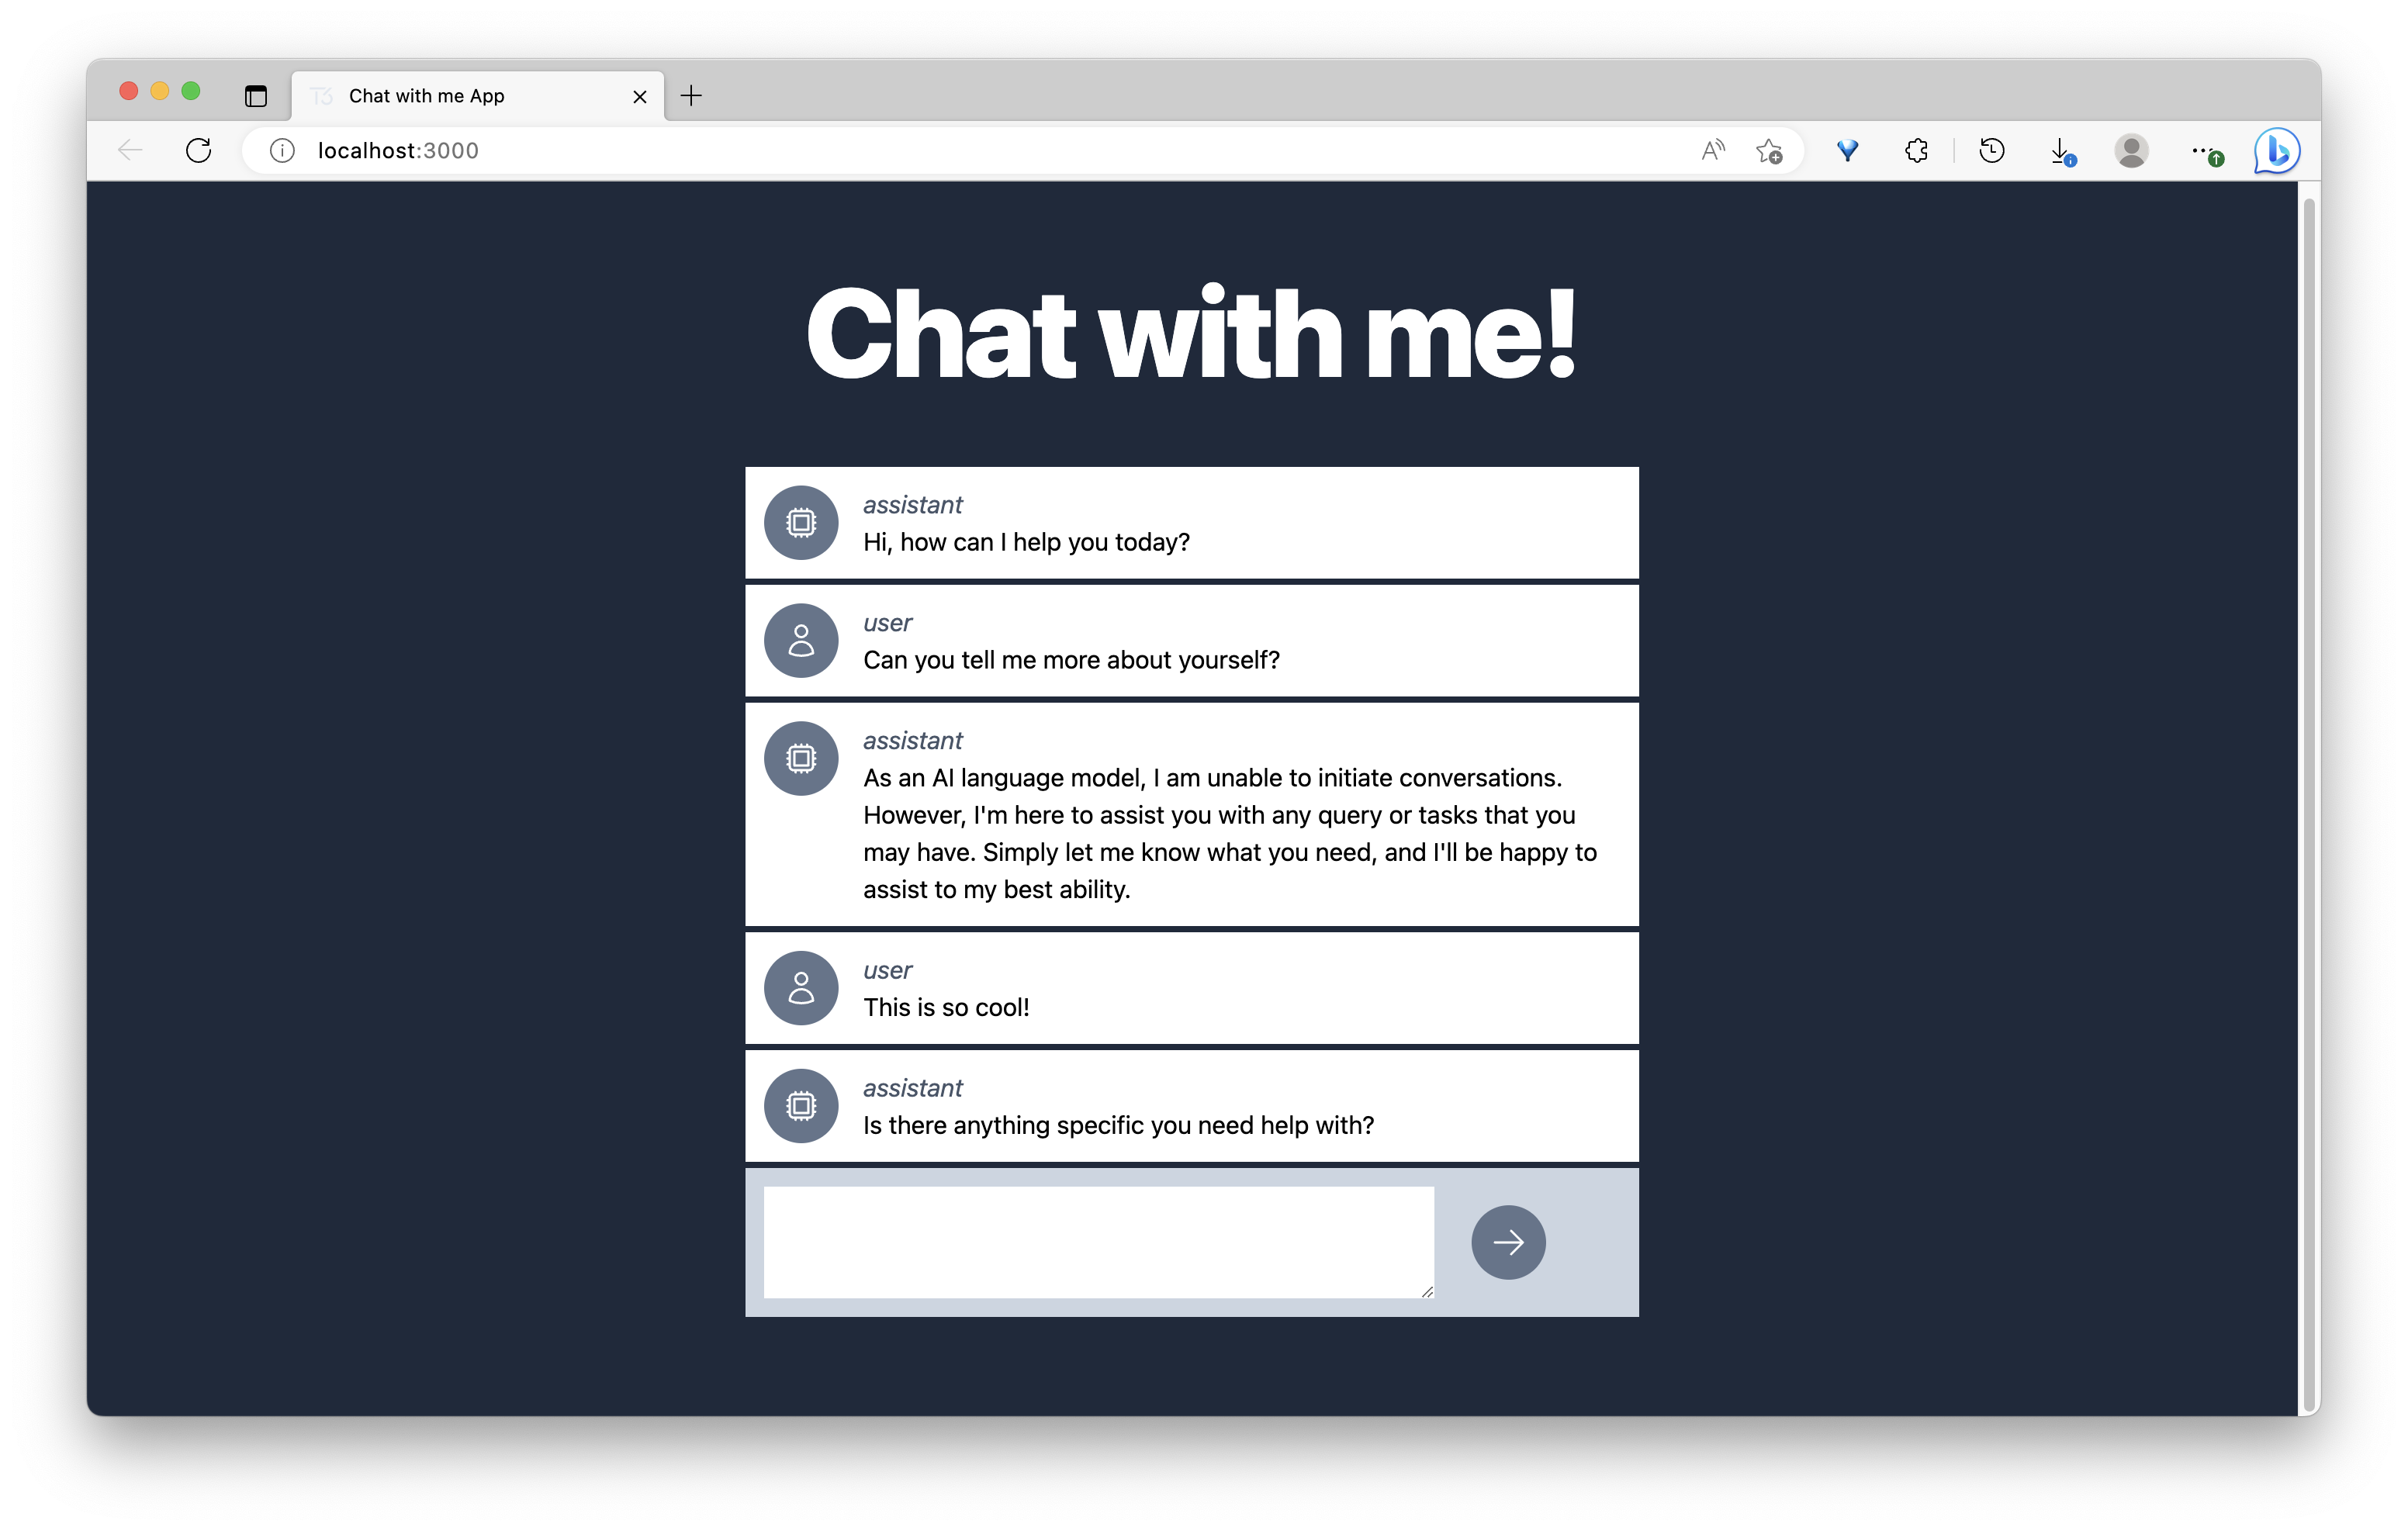 T3 Chat with me App
localhost:3000
Chat with me!
assistant
Hi, how can I help you today?
user
Can you tell me more about yourself?
assistant
As an AI language model, I am unable to initiate conversations.
However, I'm here to assist you with any query or tasks that you
may have. Simply let me know what you need, and I'll be happy to
assist to my best ability.
user
This is so cool!
assistant
Is there anything specific you need help with?